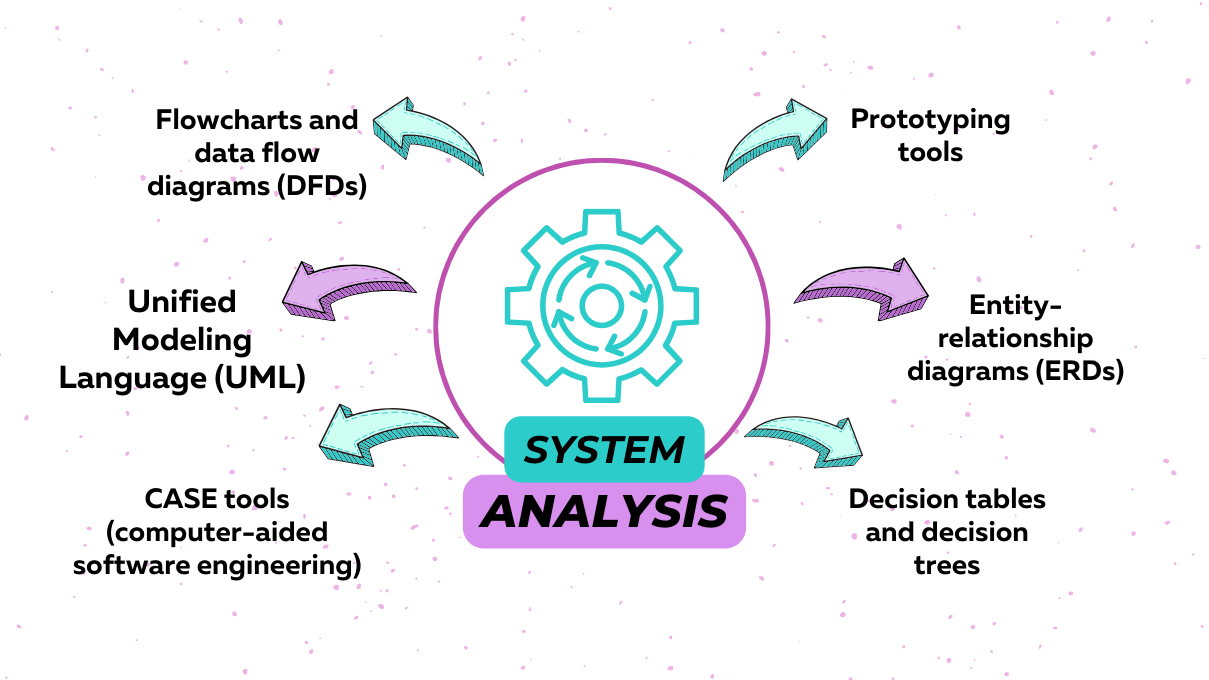 Flowcharts and
data flow
diagrams (DFDs)
Unified
Modeling
Language (UML)
CASE tools
(computer-aided
software engineering)
SYSTEM
ANALYSIS
Prototyping
tools
Entity-
relationship
diagrams (ERDs)
Decision tables
and decision
trees